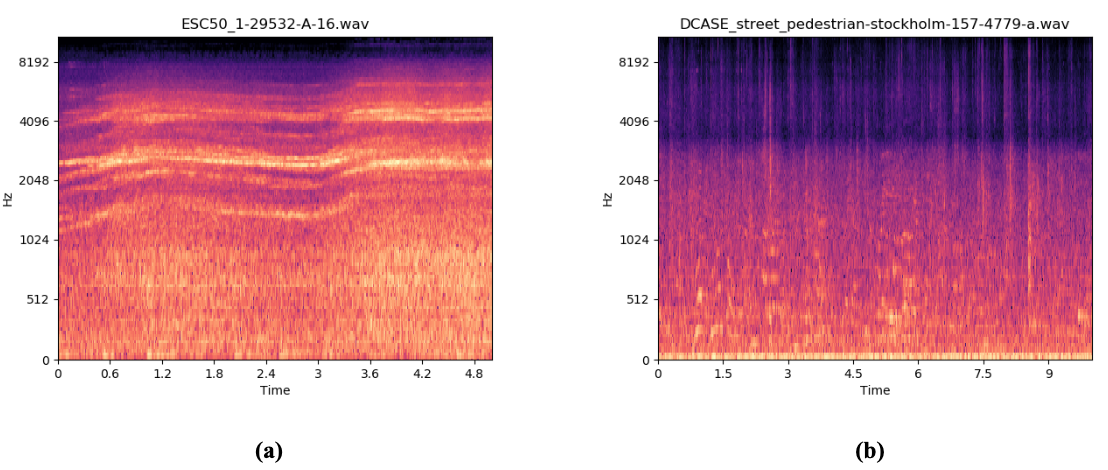 ESC50_1-29532-A-16.wav
8192
4096
2048
1024
512
0
Hz
0 0.6 1.2 1.8 2.4 3 3.6 4.2 4.8
Time
(a)
DCASE_street_pedestrian-stockholm-157-4779-a.wav
8192
4096
2048
1024
512
0
Hz
0 1.5 3 4.5 6 7.5 9
Time
(b)